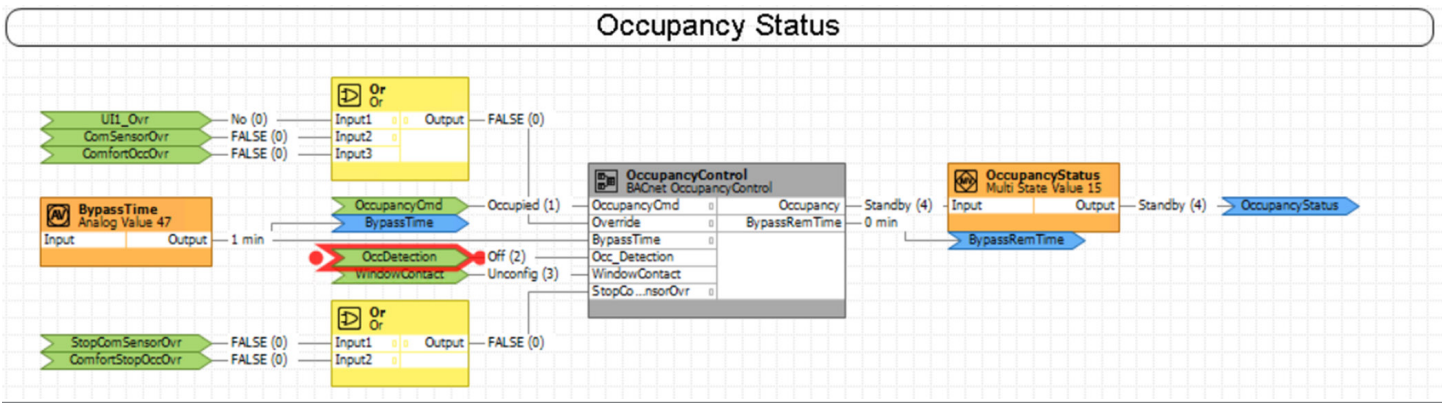 Occupancy Status
Or
Or
UI1_Ovr No (0) Input1 Output FALSE (0)
ComSensorOvr FALSE (0) Input2
ComfortOccOvr FALSE (0) Input3
OccupancyControl
BACnet OccupancyControl
OccupancyStatus
Multi State Value 15
BypassTime
Analog Value 47
OccupancyCmd Occupied (1) OccupancyCmd Occupancy Standby (4) Input Output Standby (4) OccupancyStatus
BypassTime Override BypassRemTime 0 min
Input Output 1 min BypassTime BypassRemTime
OccDetection Off (2) Occ_Detection
WindowContact Unconfig (3) WindowContact
StopCo...nsorOvr
Or
Or
StopComSensorOvr FALSE (0) Input1 Output FALSE (0)
ComfortStopOccOvr FALSE (0) Input2